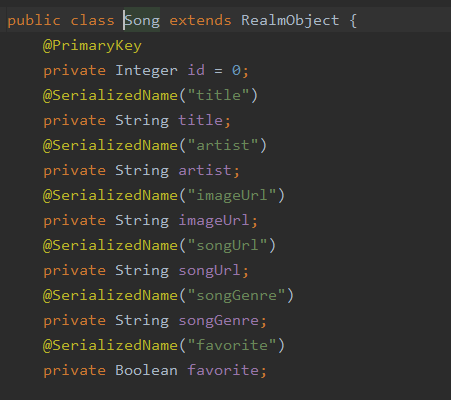 public class Song extends RealmObject {
@PrimaryKey
private Integer id = 0;
@SerializedName("title")
private String title;
@SerializedName("artist")
private String artist;
@SerializedName("imageUrl")
private String imageUrl;
@SerializedName("songUrl")
private String songUrl;
@SerializedName("songGenre")
private String songGenre;
@SerializedName("favorite")
private Boolean favorite;